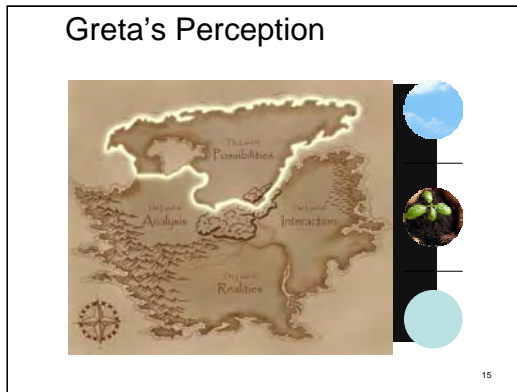 Greta's Perception
The Land of
Possibilities
The Land of
Analysis
The Land of
Interaction
The Land of
Realities
15